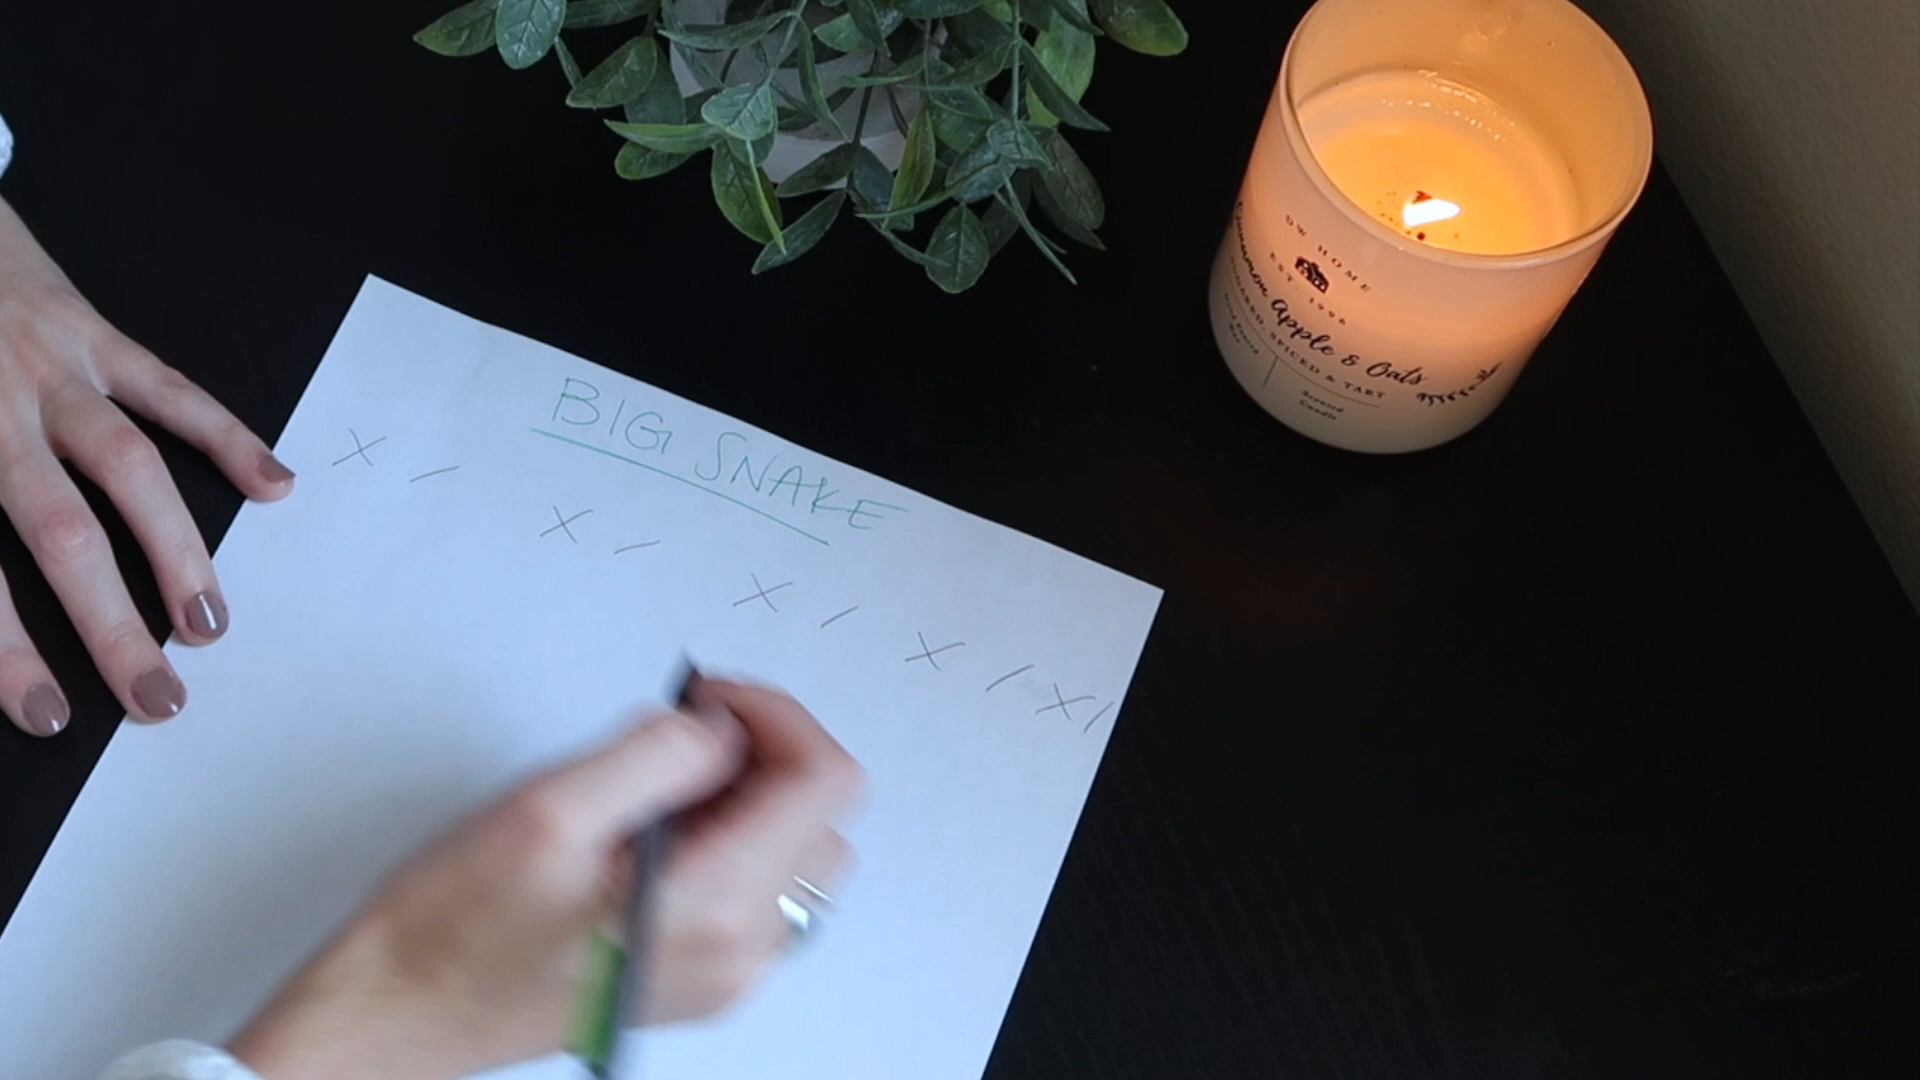 BIG SNAKE
X / X / X / X / X /
DW HOME
EST. 1996
Cinnamon Apple & Oats
SUGARED, SPICED & TART
Scented
Candle